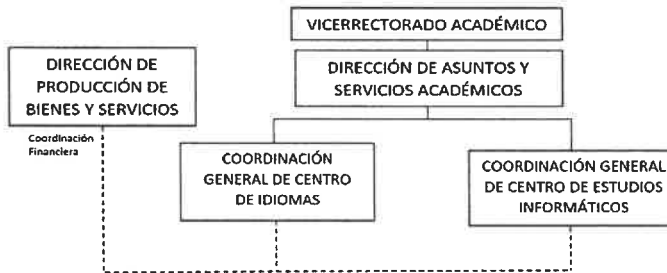 VICERRECTORADO ACADÉMICO
DIRECCIÓN DE
PRODUCCIÓN DE
BIENES Y SERVICIOS
DIRECCIÓN DE ASUNTOS Y
SERVICIOS ACADÉMICOS
Coordinación
Financiera
COORDINACIÓN
GENERAL DE CENTRO
DE IDIOMAS
COORDINACIÓN GENERAL
DE CENTRO DE ESTUDIOS
INFORMÁTICOS